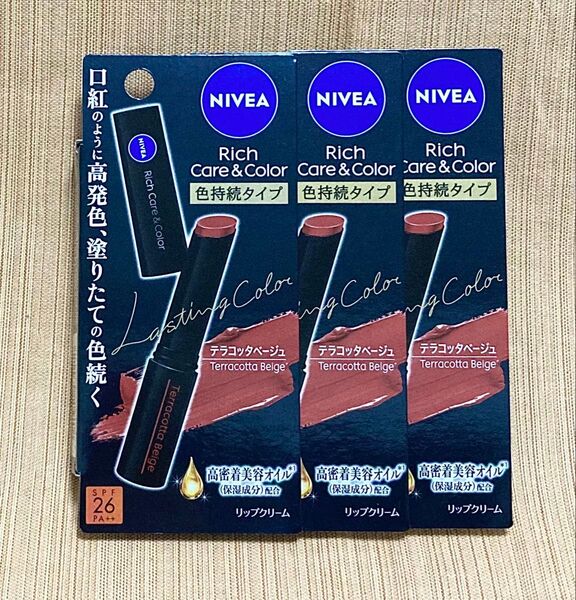 口紅のように高発色、塗りたての色続く
NIVEA
Rich
Care & Color
色持続タイプ
NIVEA
Rich Care & Color
Lasting Color
テラコッタベージュ
Terracotta Beige
Terracotta Beige
高密着美容オイル*1
(保湿成分)配合
SPF
26
PA++
リップクリーム
NIVEA
Rich
Care & Color
色持続タイプ
Color
テラコッタベージュ
Terracotta Beige
高密着美容オイル*1
(保湿成分)配合
リップクリーム
NIVEA
Rich
Care & Color
色持続タイプ
Color
テラコッタベージュ
Terracotta Beige
高密着美容オイル*1
(保湿成分)配合
リップクリーム